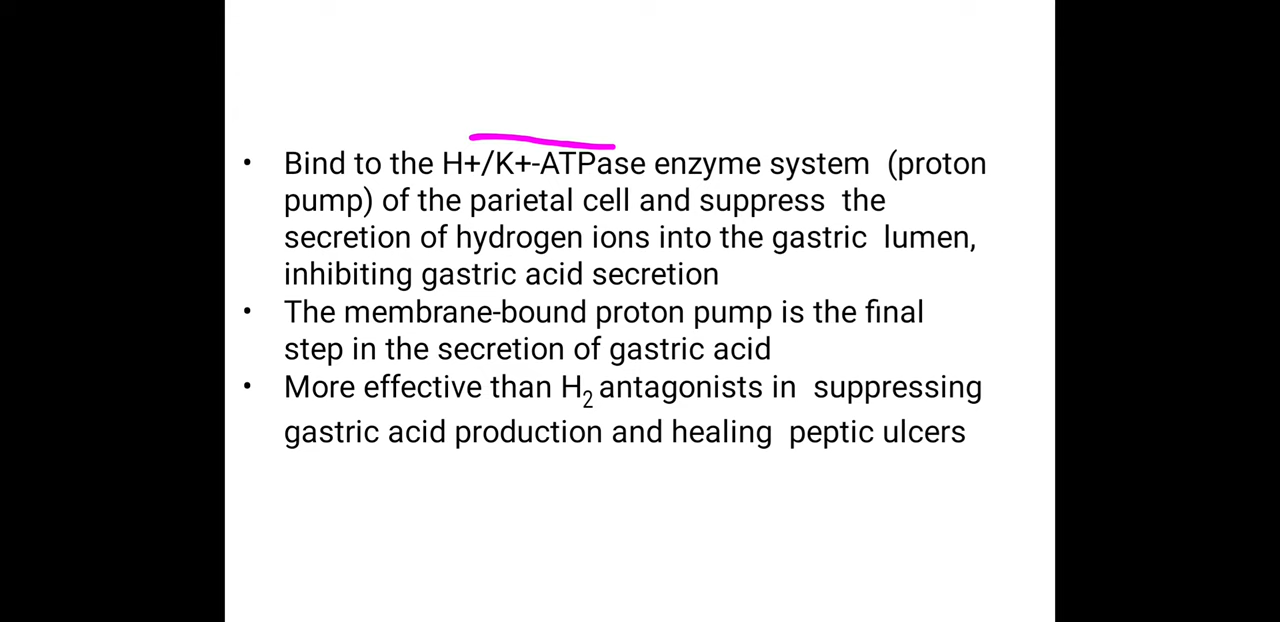 • Bind to the H+/K+-ATPase enzyme system (proton
pump) of the parietal cell and suppress the
secretion of hydrogen ions into the gastric lumen,
inhibiting gastric acid secretion
• The membrane-bound proton pump is the final
step in the secretion of gastric acid
• More effective than H₂ antagonists in suppressing
gastric acid production and healing peptic ulcers